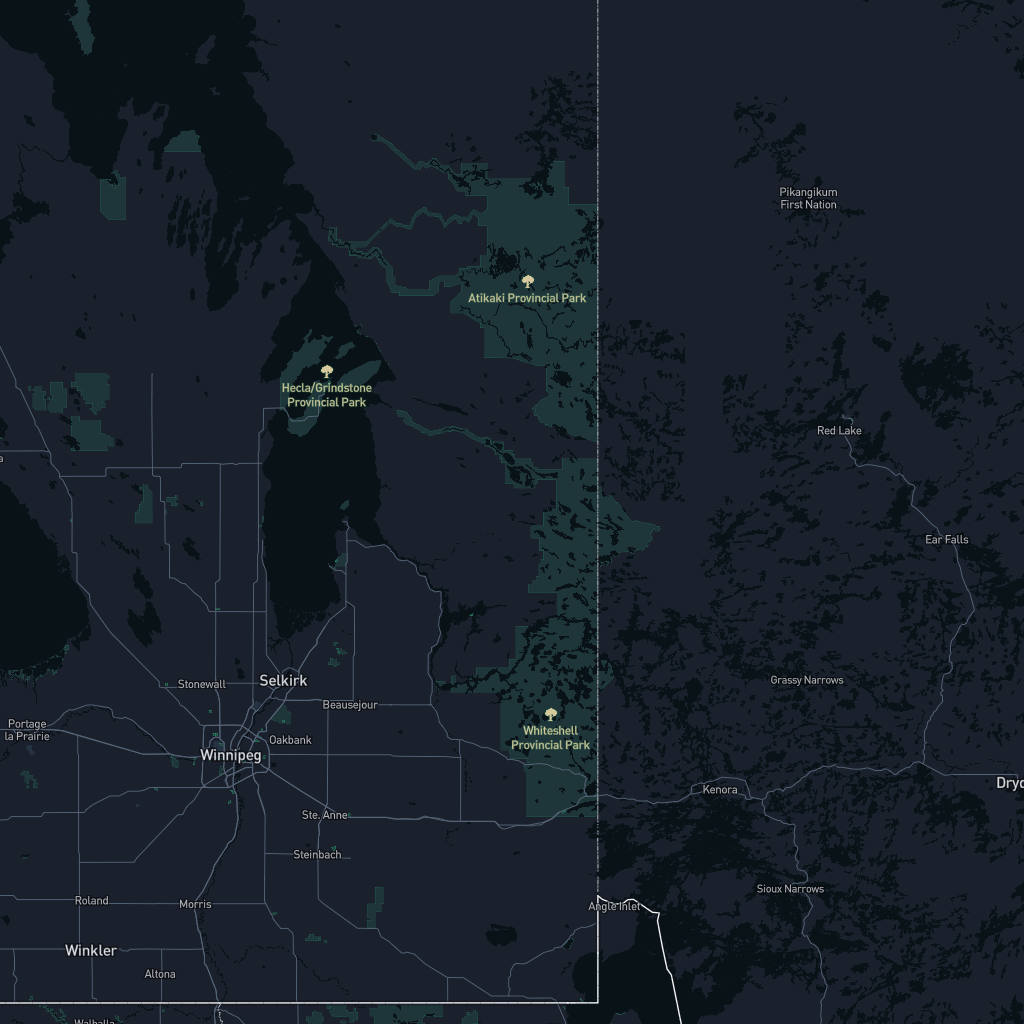 Pikangikum
First Nation
Atikaki Provincial Park
Hecla/Grindstone
Provincial Park
Red Lake
a
Ear Falls
Stonewall
Selkirk
Grassy Narrows
Beausejour
Portage
la Prairie
Oakbank
Whiteshell
Provincial Park
Winnipeg
Kenora
Dryd
Ste. Anne
Steinbach
Sioux Narrows
Roland
Morris
Angle Inlet
Winkler
Altona
Walhalla